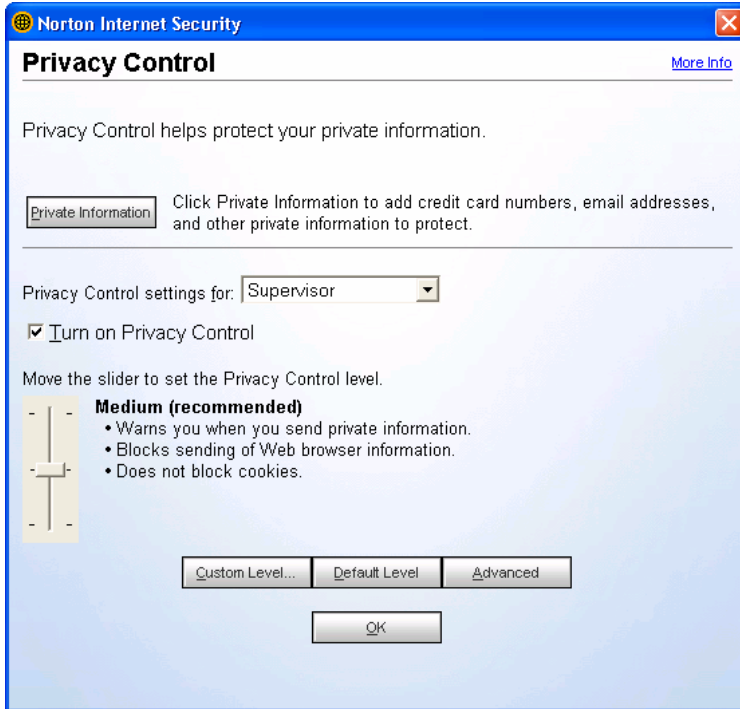 Norton Internet Security
Privacy Control
More Info
Privacy Control helps protect your private information.
Private Information
Click Private Information to add credit card numbers, email addresses,
and other private information to protect.
Privacy Control settings for: Supervisor
Turn on Privacy Control
Move the slider to set the Privacy Control level.
Medium (recommended)
• Warns you when you send private information.
• Blocks sending of Web browser information.
• Does not block cookies.
Custom Level... Default Level Advanced
OK